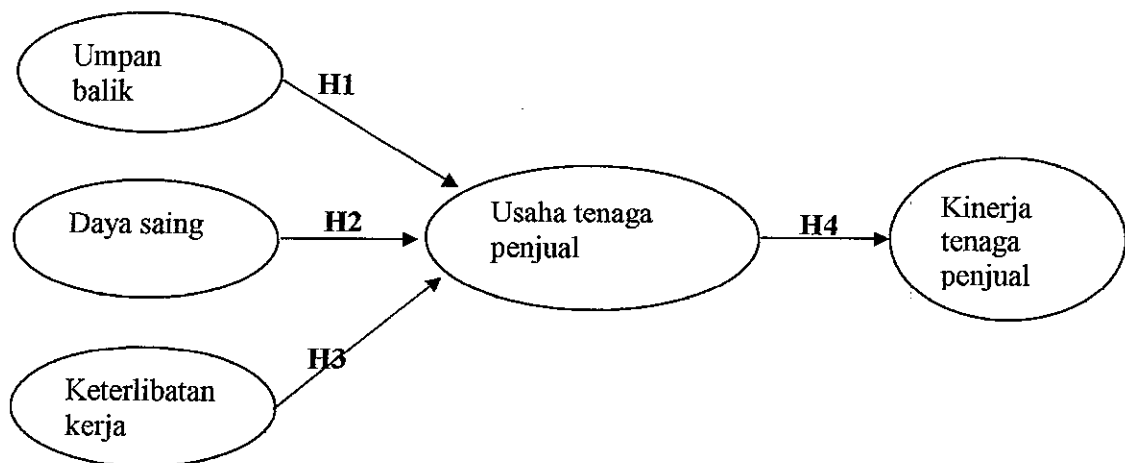 Umpan
balik
H1
Daya saing
H2
Usaha tenaga
penjual
H4
Kinerja
tenaga
penjual
H3
Keterlibatan
kerja